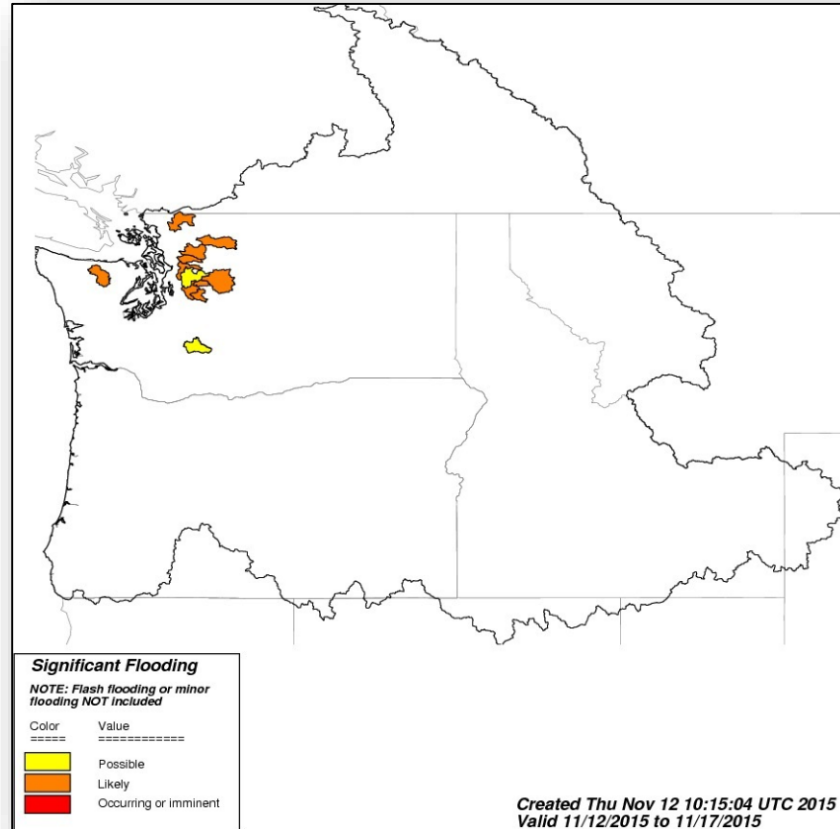 Significant Flooding
NOTE: Flash flooding or minor
flooding NOT included
Color Value
===== ============
Possible
Likely
Occurring or imminent
Created Thu Nov 12 10:15:04 UTC 2015
Valid 11/12/2015 to 11/17/2015